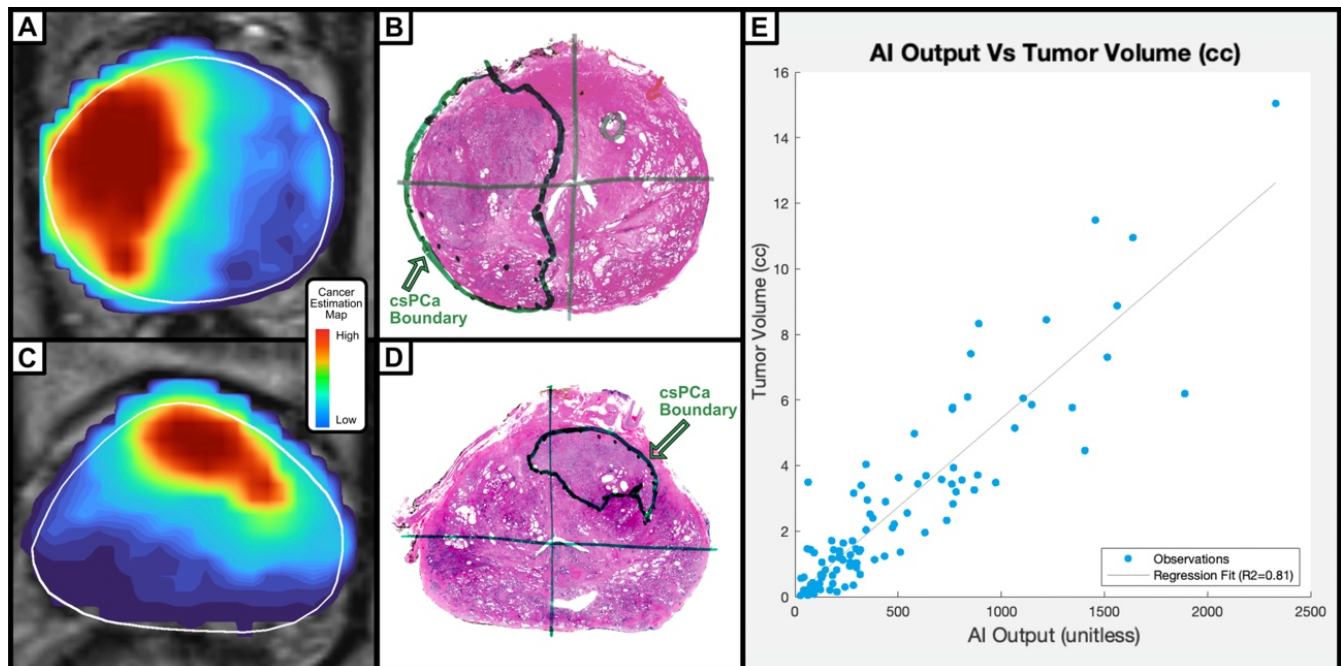 A
B
csPCa
Boundary
Cancer
Estimation
Map
High
Low
C
D
csPCa
Boundary
E
AI Output Vs Tumor Volume (cc)
Tumor Volume (cc)
16
14
12
10
8
6
4
2
0
0 500 1000 1500 2000 2500
AI Output (unitless)
Observations
Regression Fit (R2=0.81)